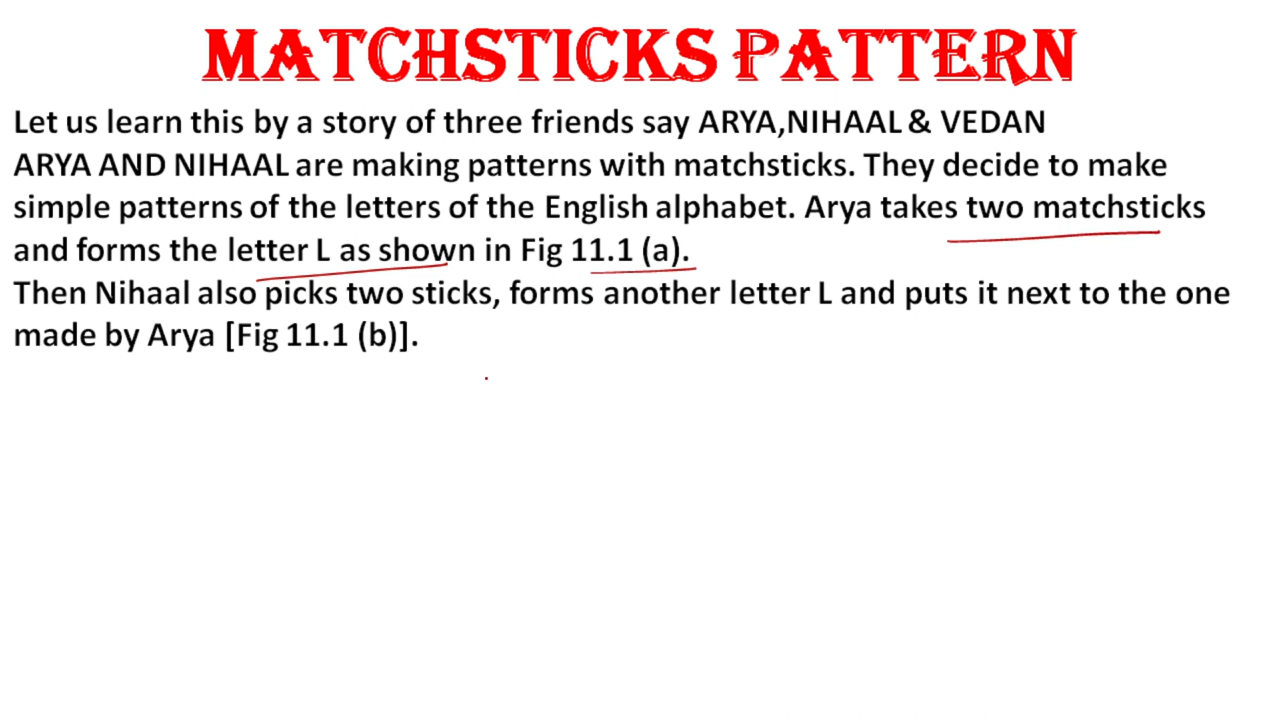 MATCHSTICKS PATTERN
Let us learn this by a story of three friends say ARYA,NIHAAL & VEDAN
ARYA AND NIHAAL are making patterns with matchsticks. They decide to make
simple patterns of the letters of the English alphabet. Arya takes two matchsticks
and forms the letter L as shown in Fig 11.1 (a).
Then Nihaal also picks two sticks, forms another letter L and puts it next to the one
made by Arya [Fig 11.1 (b)].